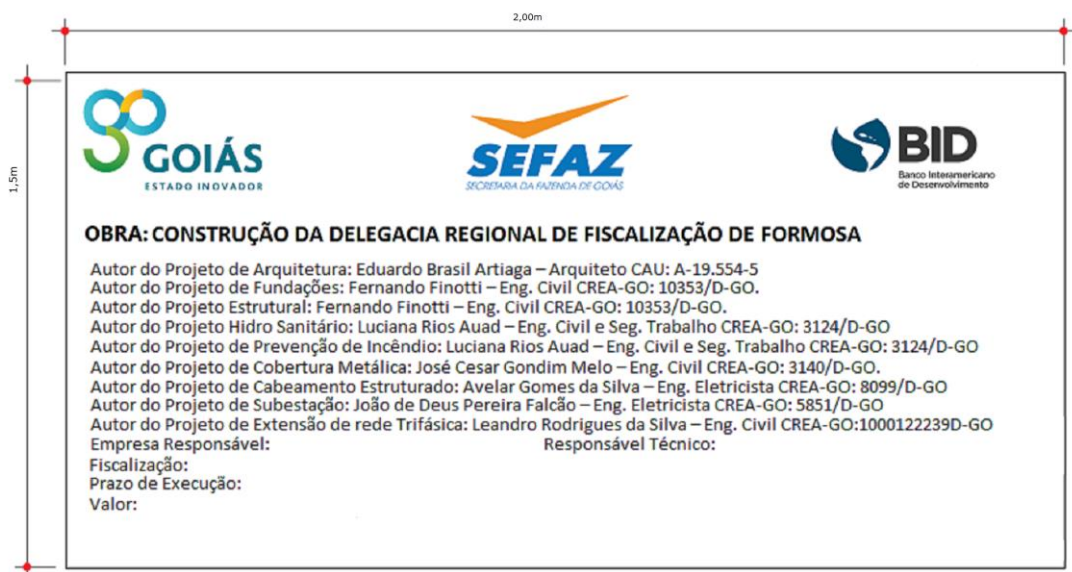 2,00m
1,5m
GOIÁS
ESTADO INOVADOR
SEFAZ
SECRETARIA DA FAZENDA DE GOIÁS
BID
Banco Interamericano
de Desenvolvimento
OBRA: CONSTRUÇÃO DA DELEGACIA REGIONAL DE FISCALIZAÇÃO DE FORMOSA
Autor do Projeto de Arquitetura: Eduardo Brasil Artiaga – Arquiteto CAU: A-19.554-5
Autor do Projeto de Fundações: Fernando Finotti – Eng. Civil CREA-GO: 10353/D-GO.
Autor do Projeto Estrutural: Fernando Finotti – Eng. Civil CREA-GO: 10353/D-GO.
Autor do Projeto Hidro Sanitário: Luciana Rios Auad – Eng. Civil e Seg. Trabalho CREA-GO: 3124/D-GO
Autor do Projeto de Prevenção de Incêndio: Luciana Rios Auad – Eng. Civil e Seg. Trabalho CREA-GO: 3124/D-GO
Autor do Projeto de Cobertura Metálica: José Cesar Gondim Melo – Eng. Civil CREA-GO: 3140/D-GO.
Autor do Projeto de Cabeamento Estruturado: Avelar Gomes da Silva – Eng. Eletricista CREA-GO: 8099/D-GO
Autor do Projeto de Subestação: João de Deus Pereira Falcão – Eng. Eletricista CREA-GO: 5851/D-GO
Autor do Projeto de Extensão de rede Trifásica: Leandro Rodrigues da Silva – Eng. Civil CREA-GO:1000122239D-GO
Empresa Responsável: Responsável Técnico:
Fiscalização:
Prazo de Execução:
Valor: